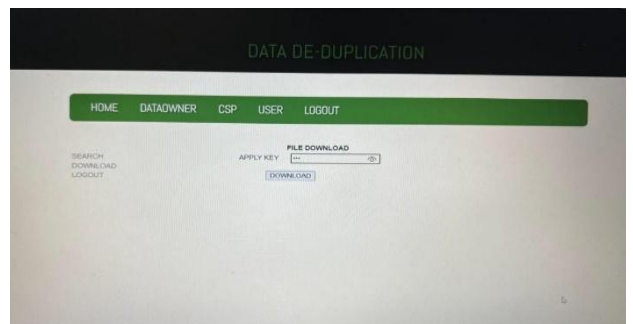 DATA DE-DUPLICATION
HOME DATAOWNER CSP USER LOGOUT
SEARCH
DOWNLOAD
LOGOUT
FILE DOWNLOAD
APPLY KEY •••
DOWNLOAD